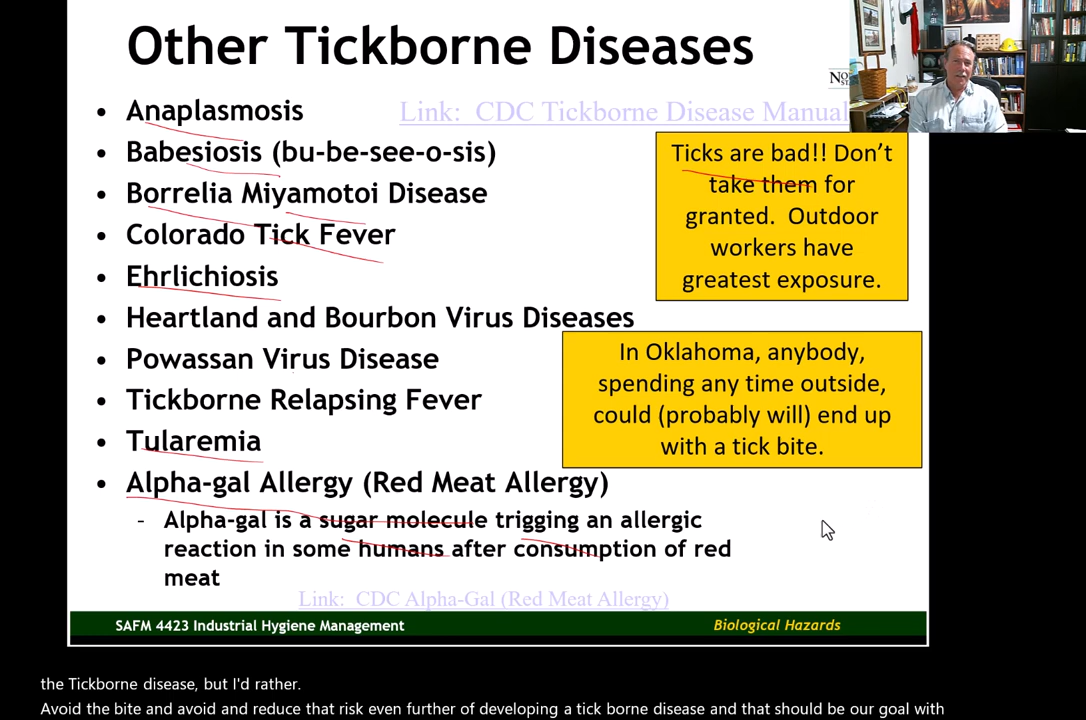 Other Tickborne Diseases
• Anaplasmosis
Link: CDC Tickborne Disease Manual
• Babesiosis (bu-be-see-o-sis)
• Borrelia Miyamotoi Disease
• Colorado Tick Fever
• Ehrlichiosis
• Heartland and Bourbon Virus Diseases
• Powassan Virus Disease
• Tickborne Relapsing Fever
• Tularemia
• Alpha-gal Allergy (Red Meat Allergy)
- Alpha-gal is a sugar molecule trigging an allergic
reaction in some humans after consumption of red
meat
Link: CDC Alpha-Gal (Red Meat Allergy)
Ticks are bad!! Don’t
take them for
granted. Outdoor
workers have
greatest exposure.
In Oklahoma, anybody,
spending any time outside,
could (probably will) end up
with a tick bite.
SAFM 4423 Industrial Hygiene Management
Biological Hazards
the Tickborne disease, but I'd rather.
Avoid the bite and avoid and reduce that risk even further of developing a tick borne disease and that should be our goal with